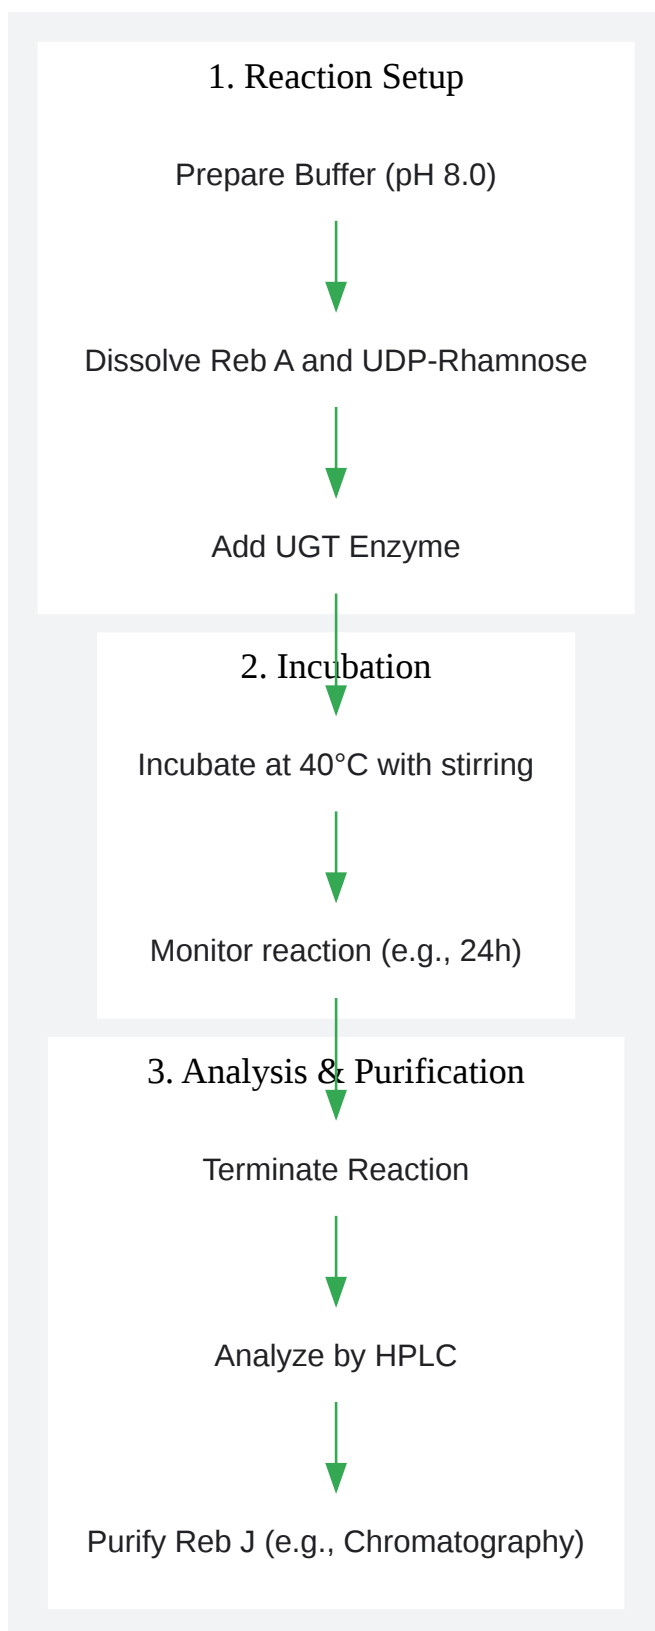 1. Reaction Setup
Prepare Buffer (pH 8.0)
Dissolve Reb A and UDP-Rhamnose
Add UGT Enzyme
2. Incubation
Incubate at 40°C with stirring
Monitor reaction (e.g., 24h)
3. Analysis & Purification
Terminate Reaction
Analyze by HPLC
Purify Reb J (e.g., Chromatography)